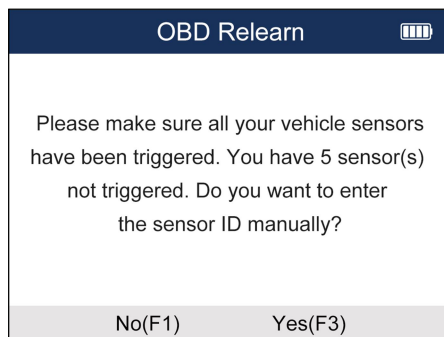 OBD Relearn
Please make sure all your vehicle sensors
have been triggered. You have 5 sensor(s)
not triggered. Do you want to enter
the sensor ID manually?
No(F1) Yes(F3)